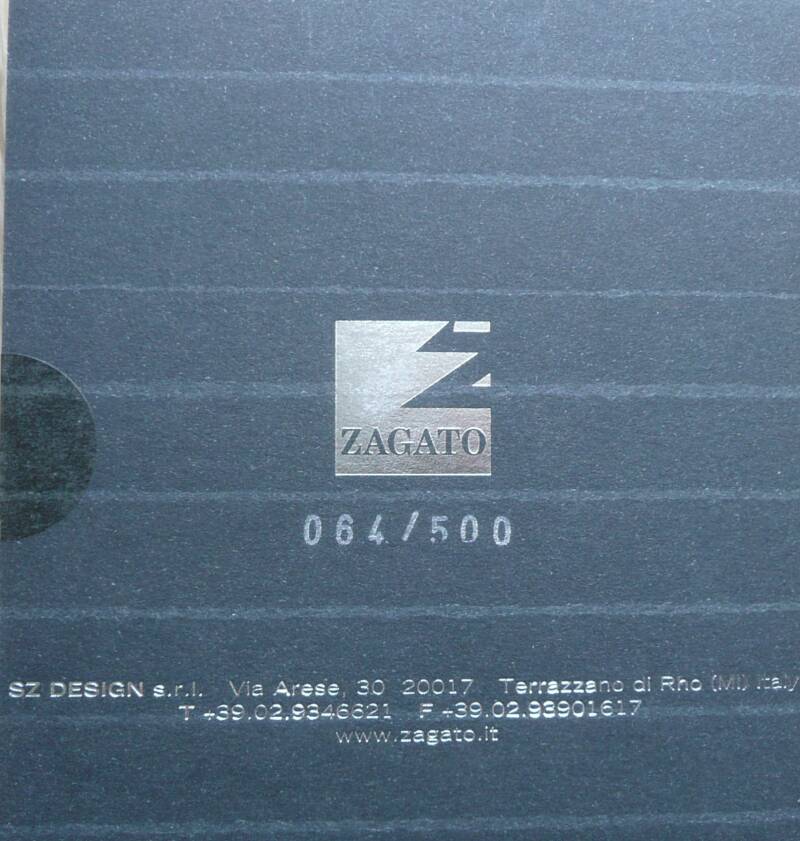 ZAGATO
064/500
SZ DESIGN s.r.l. Via Arese, 30 20017 Terrazzano di Rho (MI) Italy
T +39.02.9346621 F +39.02.93901617
www.zagato.it